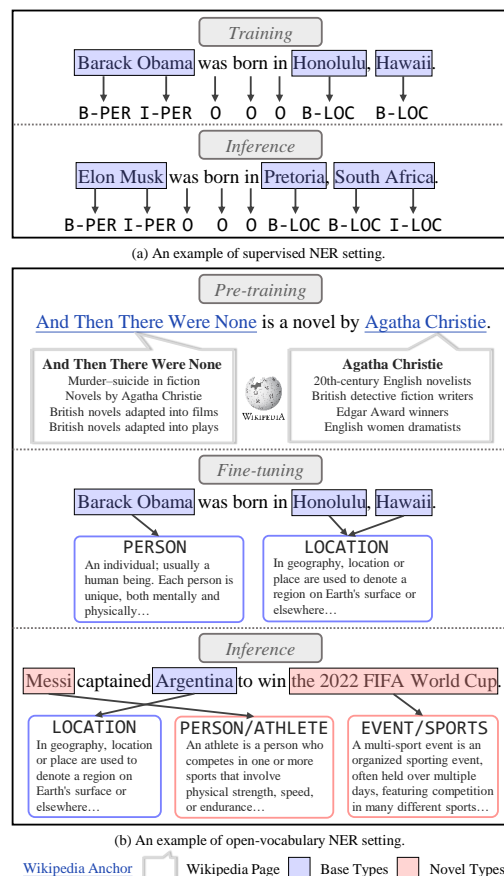 Training
Barack Obama was born in Honolulu, Hawaii.
B-PER I-PER O O O B-LOC B-LOC
Inference
Elon Musk was born in Pretoria, South Africa.
B-PER I-PER O O O B-LOC B-LOC I-LOC
(a) An example of supervised NER setting.
Pre-training
And Then There Were None is a novel by Agatha Christie.
And Then There Were None
Murder–suicide in fiction
Novels by Agatha Christie
British novels adapted into films
British novels adapted into plays
WIKIPEDIA
Agatha Christie
20th-century English novelists
British detective fiction writers
Edgar Award winners
English women dramatists
Fine-tuning
Barack Obama was born in Honolulu, Hawaii.
PERSON
An individual; usually a
human being. Each person is
unique, both mentally and
physically…
LOCATION
In geography, location or
place are used to denote a
region on Earth's surface or
elsewhere…
Inference
Messi captained Argentina to win the 2022 FIFA World Cup.
LOCATION
In geography, location
or place are used to
denote a region on
Earth's surface or
elsewhere…
PERSON/ATHLETE
An athlete is a person who
competes in one or more
sports that involve
physical strength, speed,
or endurance…
EVENT/SPORTS
A multi-sport event is an
organized sporting event,
often held over multiple
days, featuring competition
in many different sports…
(b) An example of open-vocabulary NER setting.
Wikipedia Anchor Wikipedia Page Base Types Novel Types